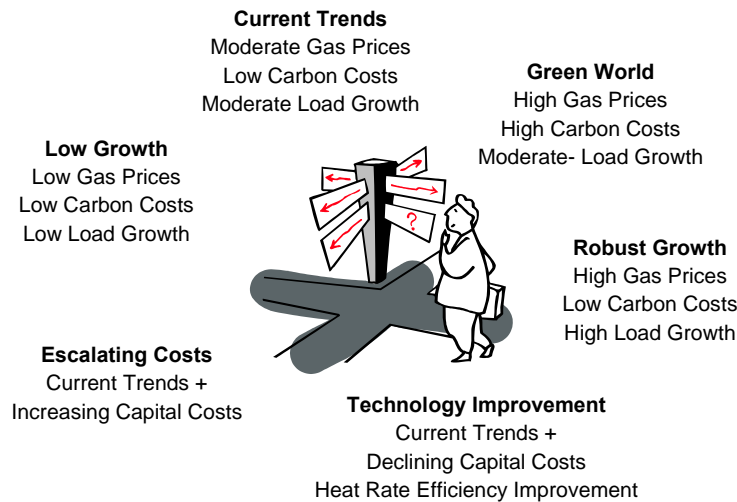 Current Trends
Moderate Gas Prices
Low Carbon Costs
Moderate Load Growth
Green World
High Gas Prices
High Carbon Costs
Moderate- Load Growth
Low Growth
Low Gas Prices
Low Carbon Costs
Low Load Growth
?
Robust Growth
High Gas Prices
Low Carbon Costs
High Load Growth
Escalating Costs
Current Trends +
Increasing Capital Costs
Technology Improvement
Current Trends +
Declining Capital Costs
Heat Rate Efficiency Improvement